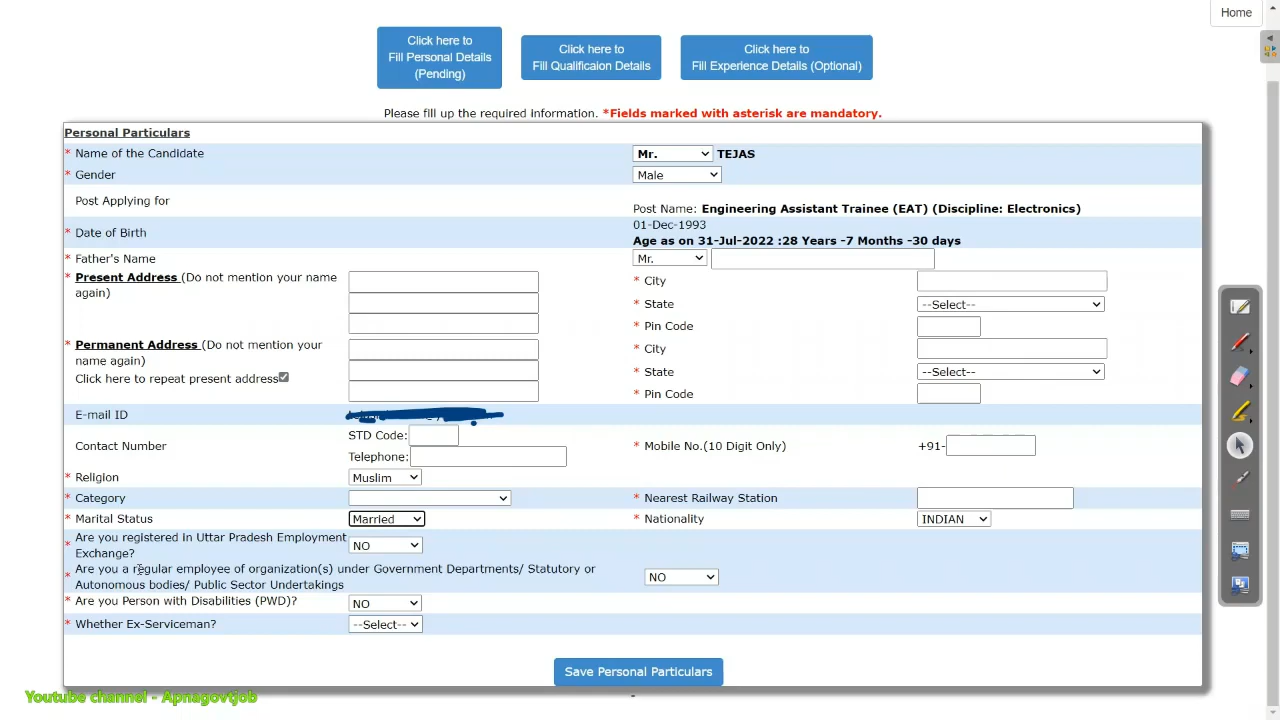 Home
Click here to
Fill Personal Details
(Pending)
Click here to
Fill Qualificaion Details
Click here to
Fill Experience Details (Optional)
Please fill up the required information. *Fields marked with asterisk are mandatory.
Personal Particulars
* Name of the Candidate Mr. TEJAS
* Gender Male
Post Applying for Post Name: Engineering Assistant Trainee (EAT) (Discipline: Electronics)
* Date of Birth 01-Dec-1993
Age as on 31-Jul-2022 :28 Years -7 Months -30 days
* Father's Name Mr.
* Present Address (Do not mention your name again)
* City
* State --Select--
* Pin Code
* Permanent Address (Do not mention your name again)
Click here to repeat present address
* City
* State --Select--
* Pin Code
E-mail ID
Contact Number STD Code:
Telephone:
* Mobile No.(10 Digit Only) +91-
* Religion Muslim
* Category * Nearest Railway Station
* Marital Status Married * Nationality INDIAN
* Are you registered in Uttar Pradesh Employment Exchange? NO
* Are you a regular employee of organization(s) under Government Departments/ Statutory or
Autonomous bodies/ Public Sector Undertakings NO
* Are you Person with Disabilities (PWD)? NO
* Whether Ex-Serviceman? --Select--
Save Personal Particulars
Youtube channel - Apnagovtjob